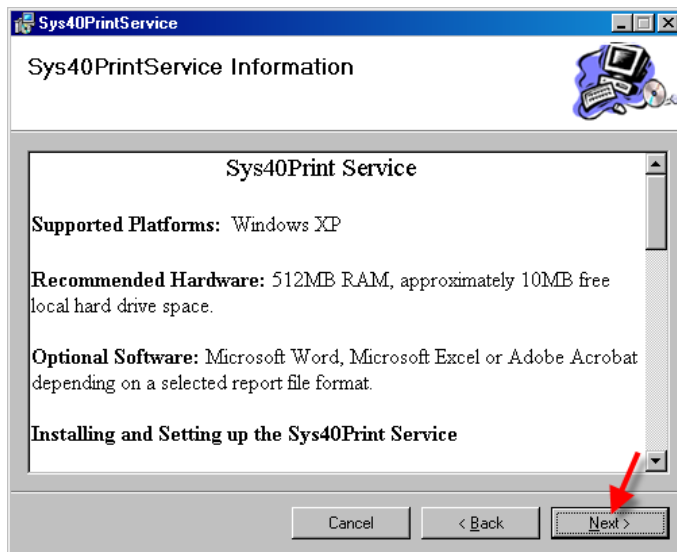 Sys40PrintService
Sys40PrintService Information
Sys40Print Service
Supported Platforms: Windows XP
Recommended Hardware: 512MB RAM, approximately 10MB free
local hard drive space.
Optional Software: Microsoft Word, Microsoft Excel or Adobe Acrobat
depending on a selected report file format.
Installing and Setting up the Sys40Print Service
Cancel < Back Next >